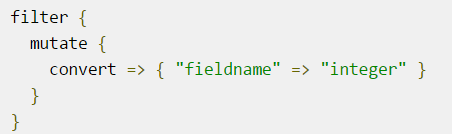 filter {
  mutate {
    convert => { "fieldname" => "integer" }
  }
}